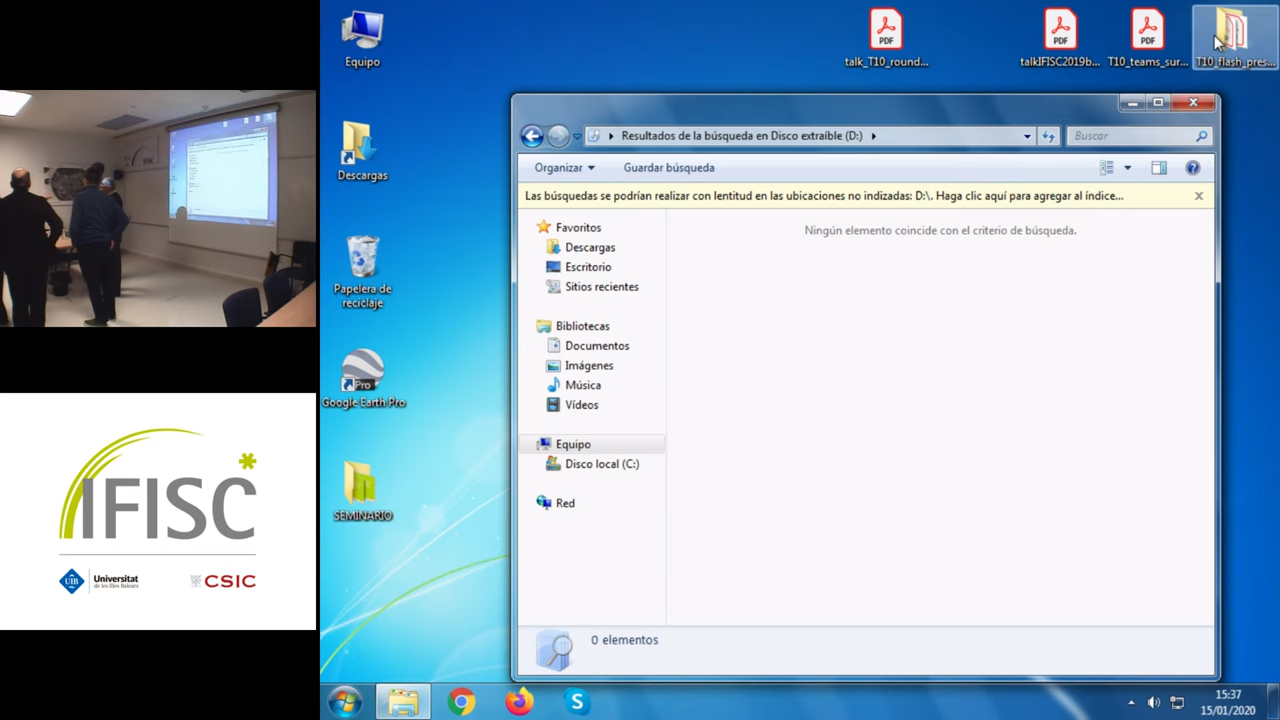 Equipo
PDF
talk_T10_round...
PDF
talkIFISC2019b...
PDF
T10_teams_sur...
T10_flash_pres...
Resultados de la búsqueda en Disco extraíble (D:)
Buscar
Organizar
Guardar búsqueda
Las búsquedas se podrían realizar con lentitud en las ubicaciones no indizadas: D:\. Haga clic aquí para agregar al índice...
Ningún elemento coincide con el criterio de búsqueda.
Favoritos
Descargas
Escritorio
Sitios recientes
Bibliotecas
Documentos
Imágenes
Música
Vídeos
Equipo
Disco local (C:)
Red
0 elementos
Descargas
Papelera de
reciclaje
Pro
Google Earth Pro
SEMINARIO
IFISC*
UIB
Universitat
de les Illes Balears
CSIC
15:37
15/01/2020